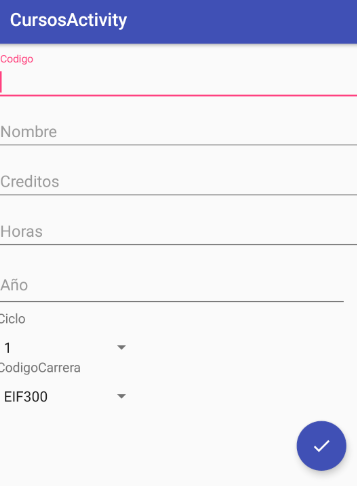 CursosActivity
Codigo
Nombre
Creditos
Horas
Año
Ciclo
1
CodigoCarrera
EIF300